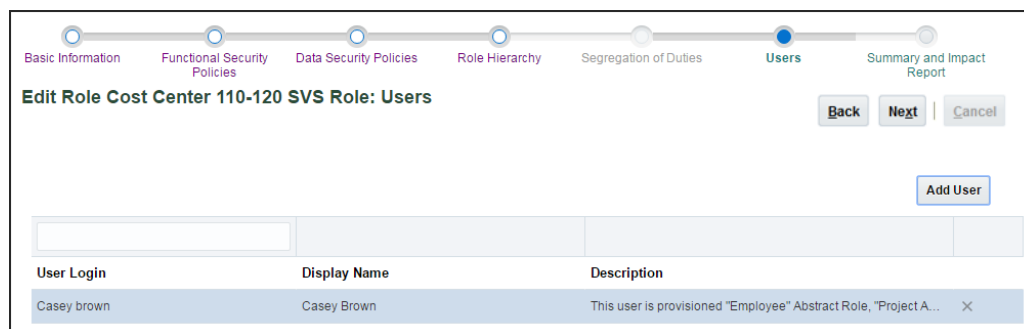 Basic Information
Functional Security
Policies
Data Security Policies
Role Hierarchy
Segregation of Duties
Users
Summary and Impact
Report
Edit Role Cost Center 110-120 SVS Role: Users
Back
Next
Cancel
Add User
User Login Display Name Description
Casey brown Casey Brown This user is provisioned "Employee" Abstract Role, "Project A...